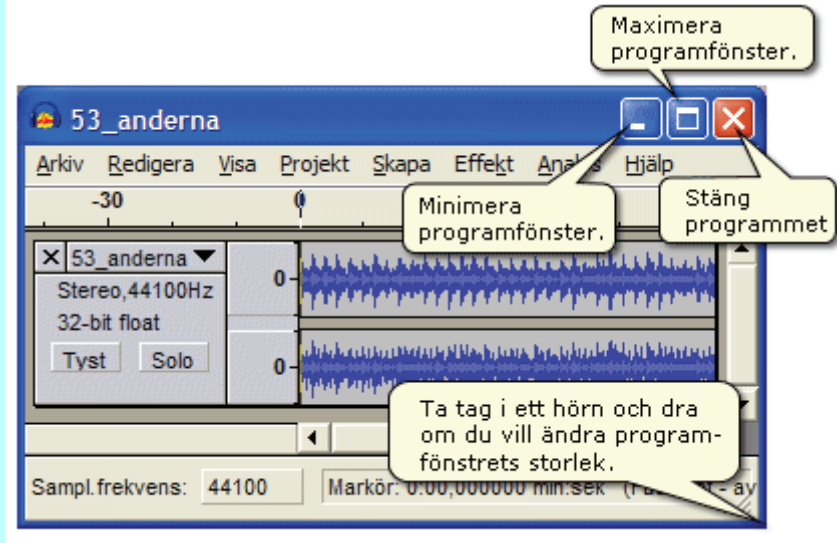 Maximera
programfönster.
53_anderna
Arkiv Redigera Visa Projekt Skapa Effekt Hjälp
-30 0
Minimera
programfönster.
Stäng
programmet
53_anderna
Stereo,44100Hz
32-bit float
Tyst Solo
0
0
Ta tag i ett hörn och dra
om du vill ändra program-
fönstrets storlek.
Sampl.frekvens: 44100 Markör: 0:00,000000 min:sek - av